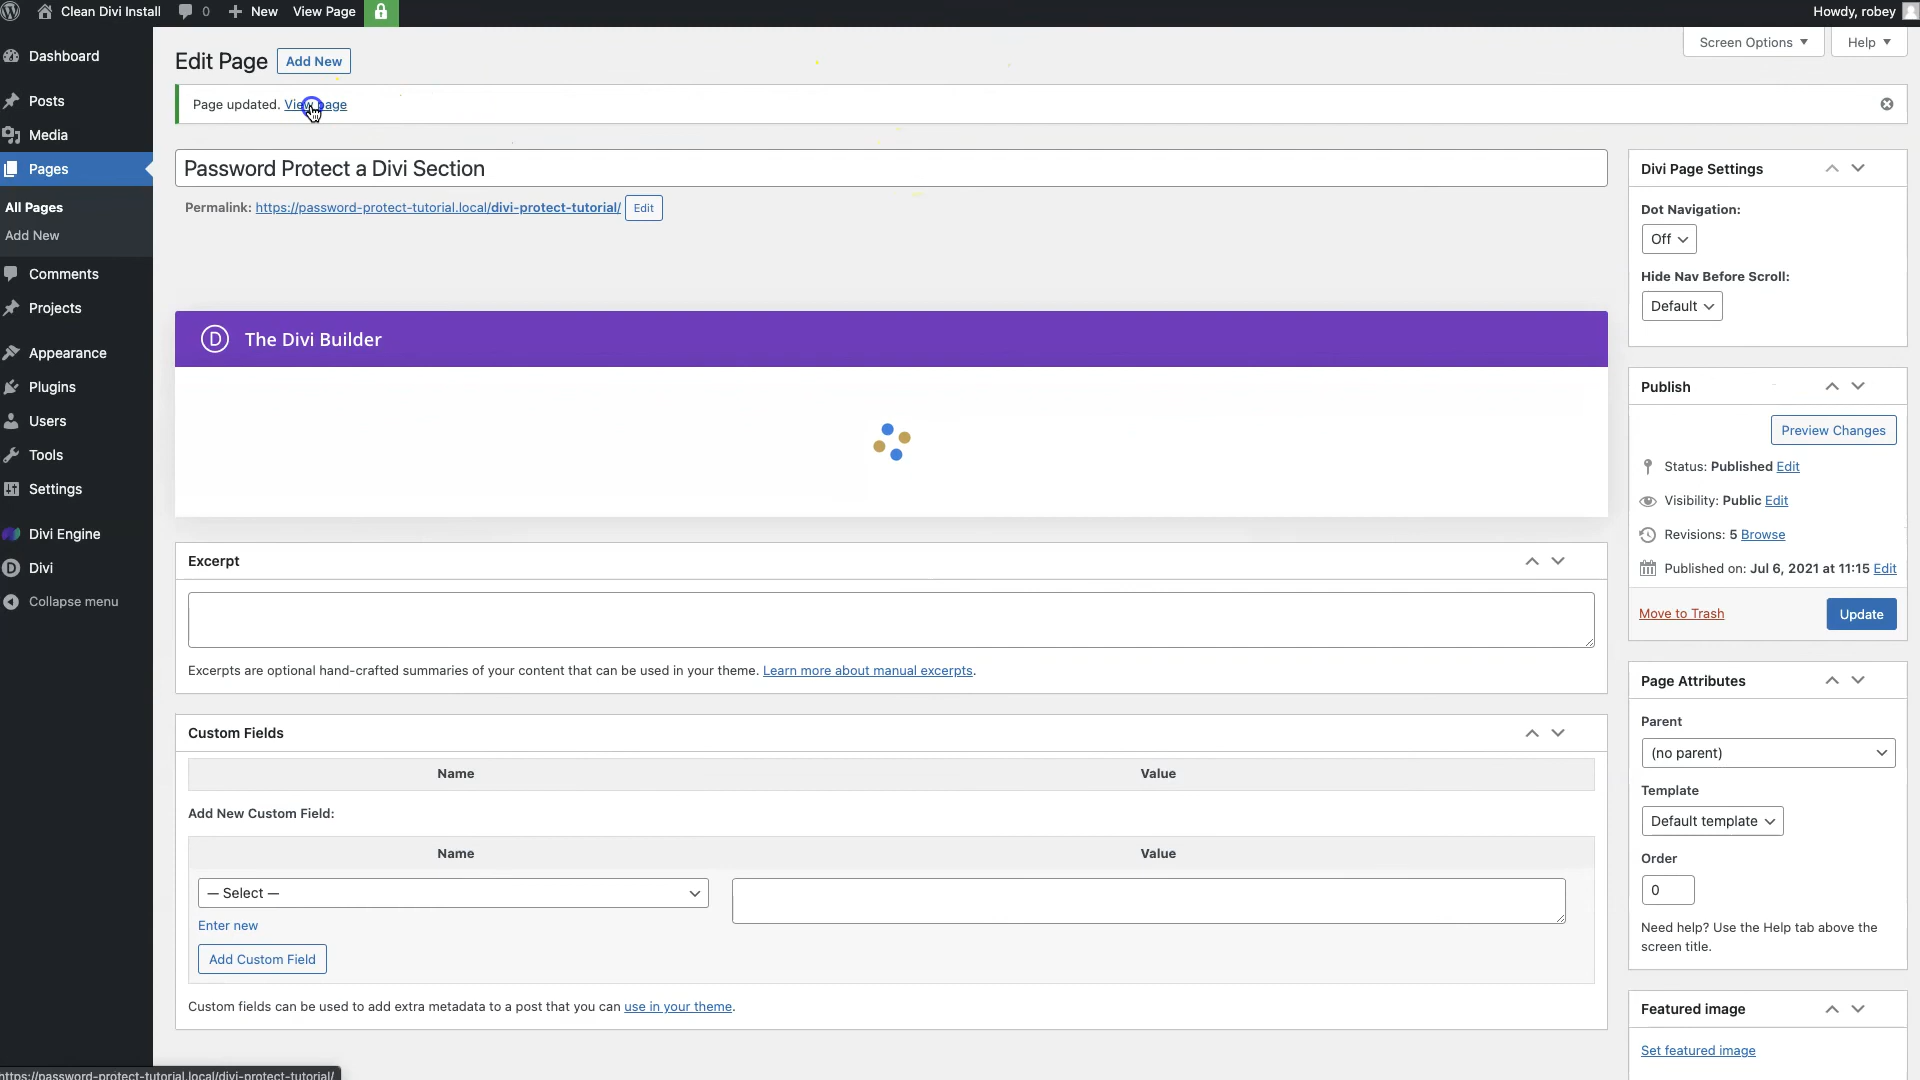 Clean Divi Install 0 New View Page Howdy, robey
Screen Options Help
Dashboard
Posts
Media
Pages
All Pages
Add New
Comments
Projects
Appearance
Plugins
Users
Tools
Settings
Divi Engine
Divi
Collapse menu
Edit Page Add New
Page updated. View page
Password Protect a Divi Section
Permalink: https://password-protect-tutorial.local/divi-protect-tutorial/ Edit
D The Divi Builder
Excerpt
Excerpts are optional hand-crafted summaries of your content that can be used in your theme. Learn more about manual excerpts.
Custom Fields
Name Value
Add New Custom Field:
Name Value
— Select —
Enter new
Add Custom Field
Custom fields can be used to add extra metadata to a post that you can use in your theme.
Divi Page Settings
Dot Navigation:
Off
Hide Nav Before Scroll:
Default
Publish
Preview Changes
Status: Published Edit
Visibility: Public Edit
Revisions: 5 Browse
Published on: Jul 6, 2021 at 11:15 Edit
Move to Trash Update
Page Attributes
Parent
(no parent)
Template
Default template
Order
0
Need help? Use the Help tab above the
screen title.
Featured image
Set featured image
https://password-protect-tutorial.local/divi-protect-tutorial/